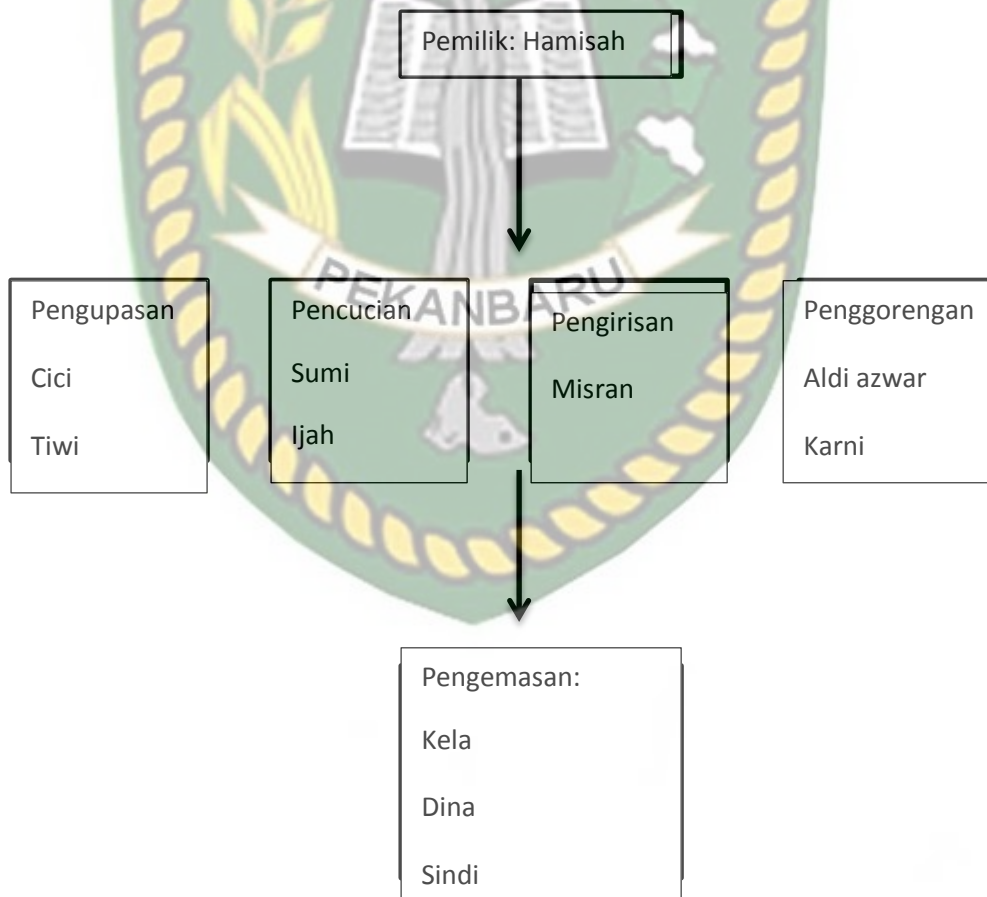 Pemilik: Hamisah
PEKANBARU
Pengupasan
Cici
Tiwi
Pencucian
Sumi
Ijah
Pengirisan
Misran
Penggorengan
Aldi azwar
Karni
Pengemasan:
Kela
Dina
Sindi